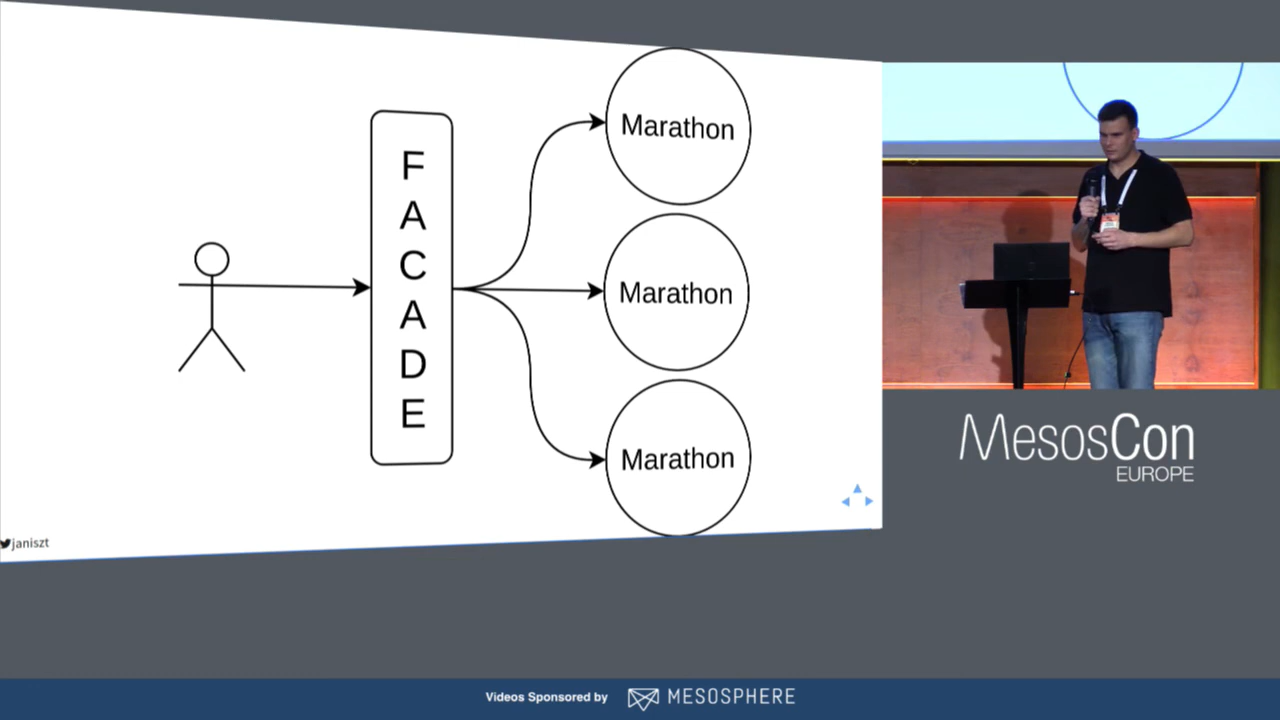 F
A
C
A
D
E
Marathon
Marathon
Marathon
janiszt
MesosCon
EUROPE
Videos Sponsored by MESOSPHERE